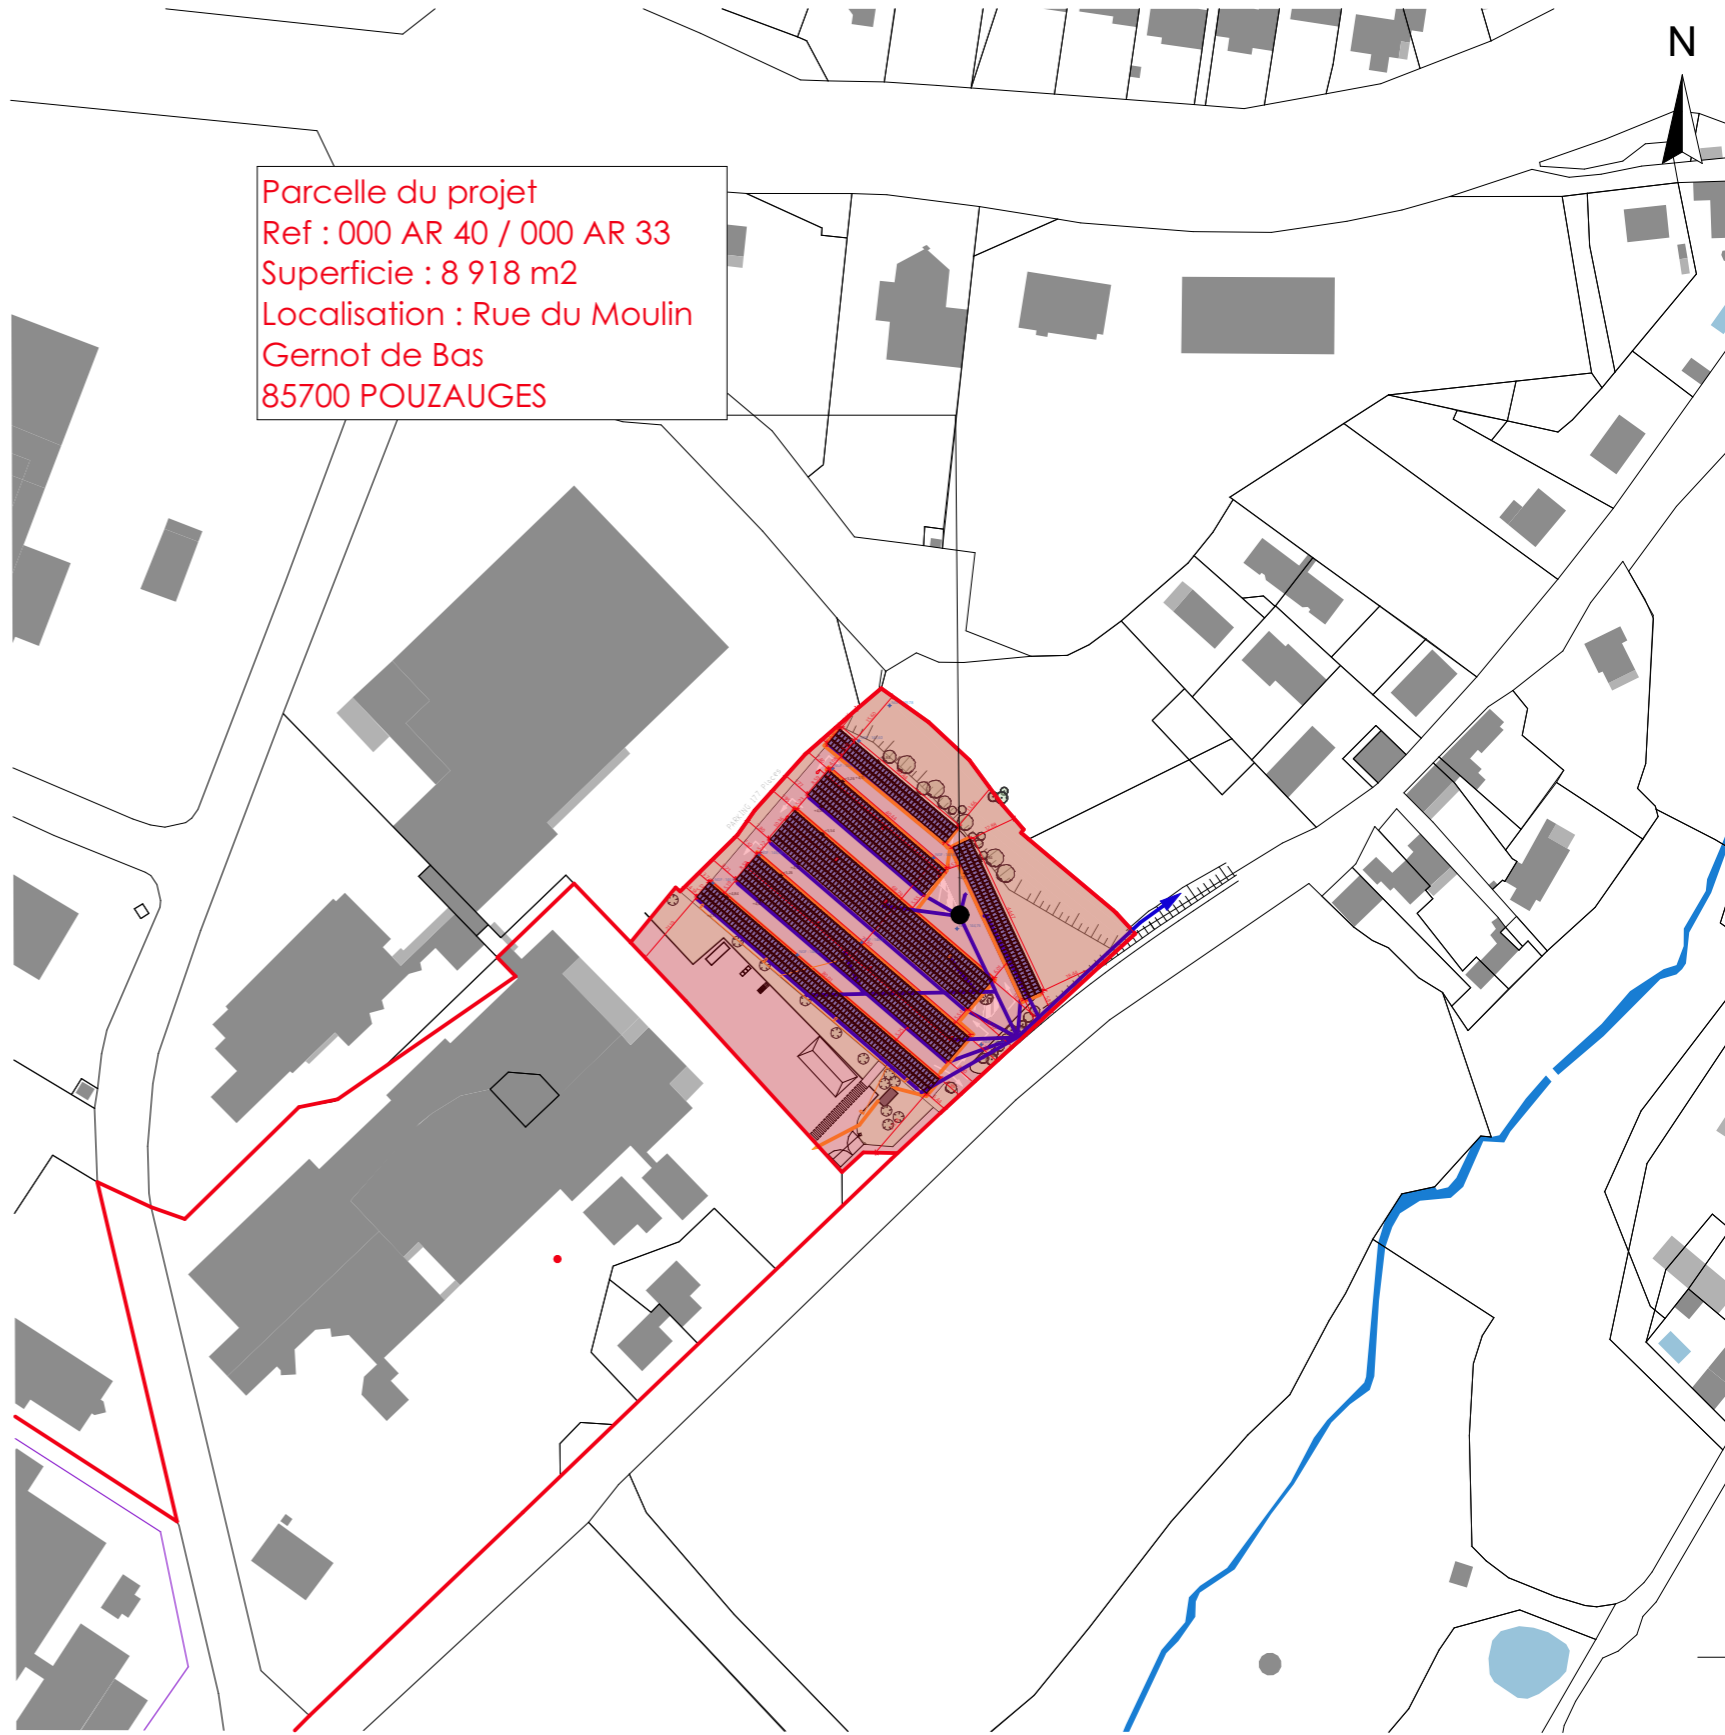 N
Parcelle du projet
Ref : 000 AR 40 / 000 AR 33
Superficie : 8 918 m2
Localisation : Rue du Moulin
Gernot de Bas
85700 POUZAUGES